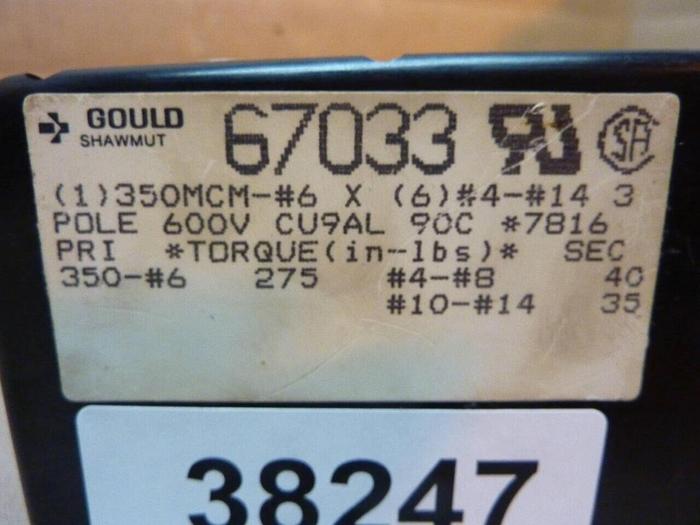 GOULD 67033
SHAWMUT
(1)350MCM-#6 X (6)#4-#14 3
POLE 600V CU9AL 90C *7816
PRI *TORQUE(in-lbs)* SEC
350-#6 275 #4-#8 40
#10-#14 35
38247